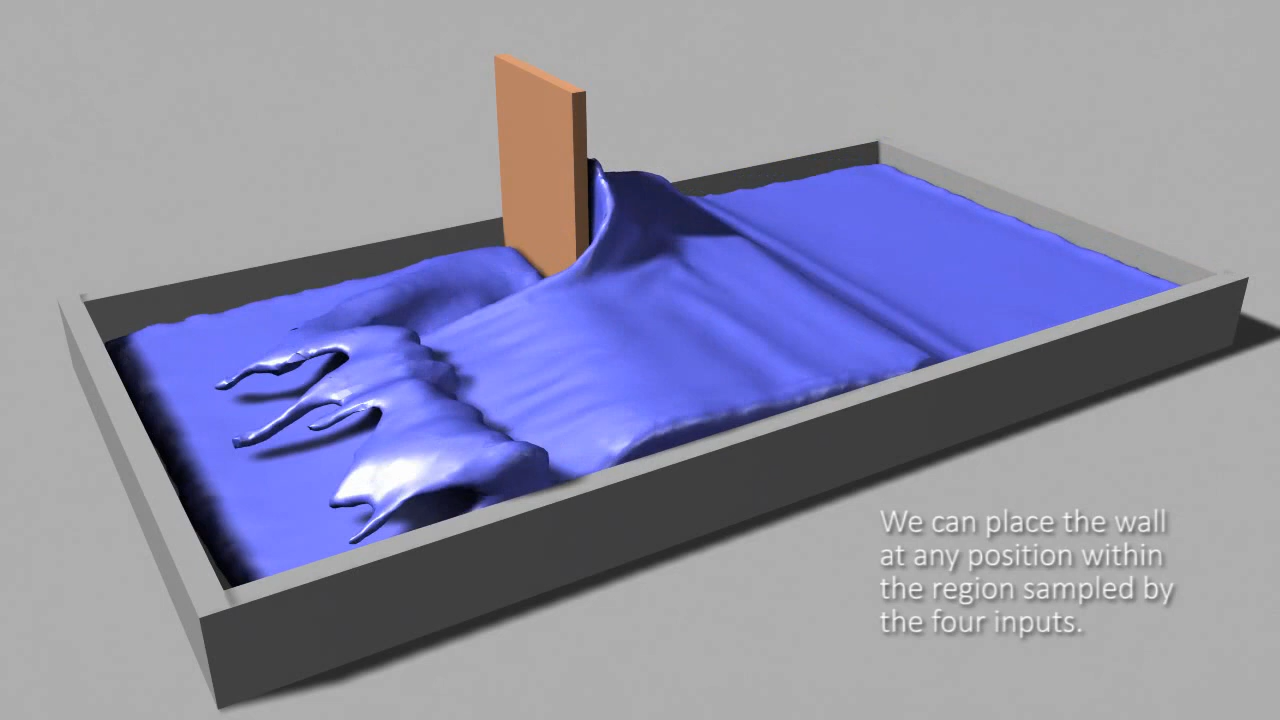 We can place the wall
at any position within
the region sampled by
the four inputs.